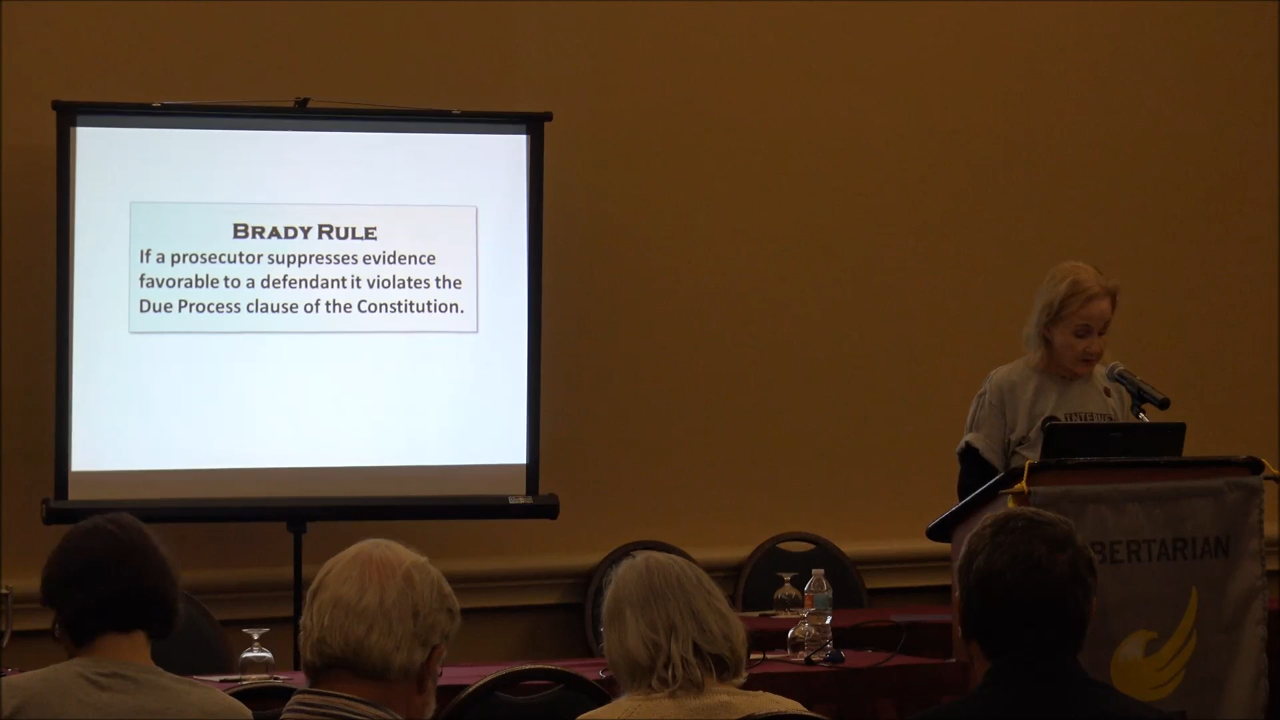 BRADY RULE
If a prosecutor suppresses evidence
favorable to a defendant it violates the
Due Process clause of the Constitution.
INTERNE
BERTARIAN